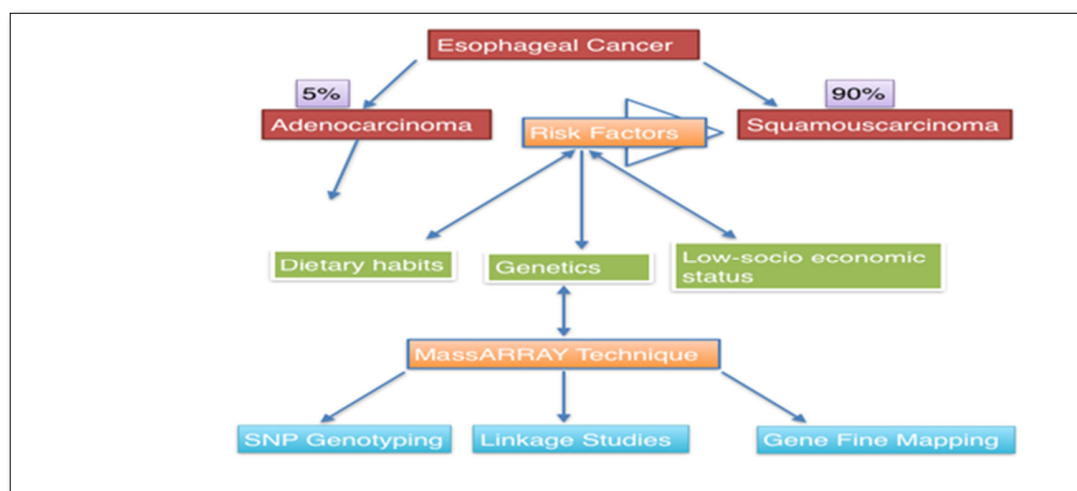 Esophageal Cancer
5%
90%
Adenocarcinoma
Risk Factors
Squamouscarcinoma
Dietary habits
Genetics
Low-socio economic
status
MassARRAY Technique
SNP Genotyping
Linkage Studies
Gene Fine Mapping